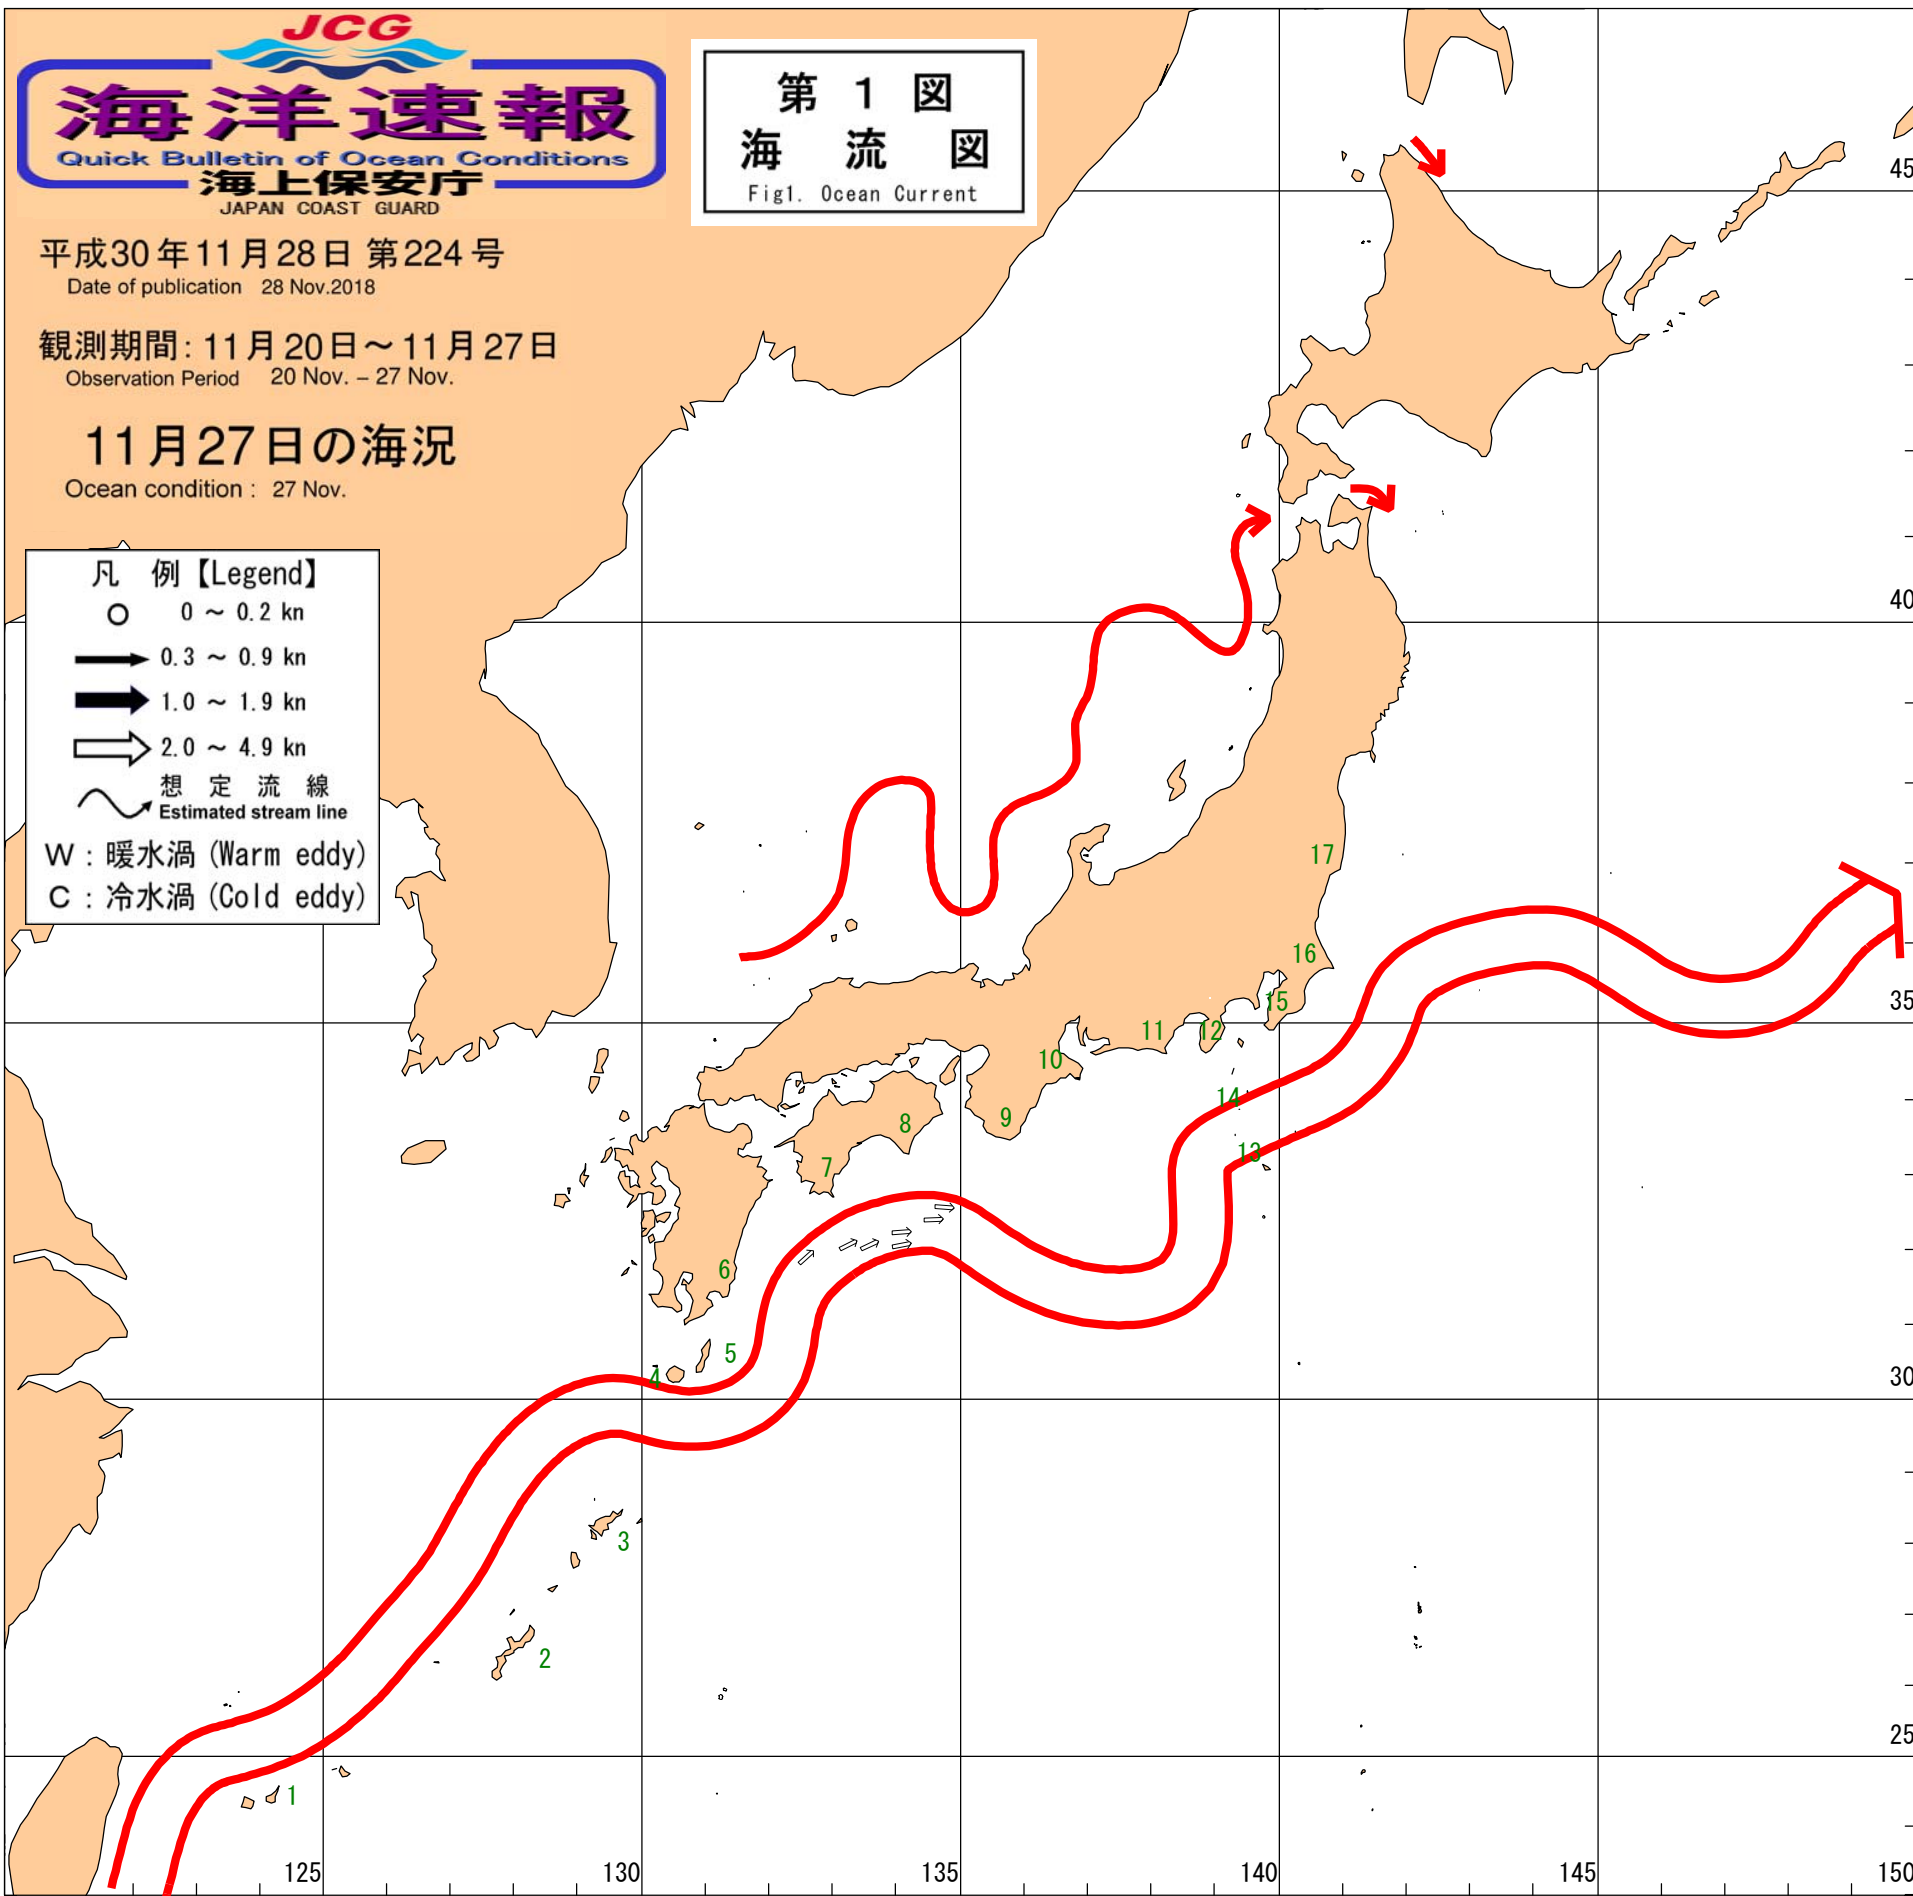 JCG
海洋速報
Quick Bulletin of Ocean Conditions
海上保安庁
JAPAN COAST GUARD
第 1 図
海 流 図
Fig1. Ocean Current
平成30年11月28日 第224号
Date of publication 28 Nov.2018
観測期間: 11月20日～11月27日
Observation Period 20 Nov. – 27 Nov.
11月27日の海況
Ocean condition : 27 Nov.
凡 例【Legend】
0 ～ 0.2 kn
0.3 ～ 0.9 kn
1.0 ～ 1.9 kn
2.0 ～ 4.9 kn
想 定 流 線
Estimated stream line
W : 暖水渦 (Warm eddy)
C : 冷水渦 (Cold eddy)
45
40
17
16
35
15
11
12
10
14
8
9
13
7
6
5
4
30
3
2
25
1
125
130
135
140
145
150